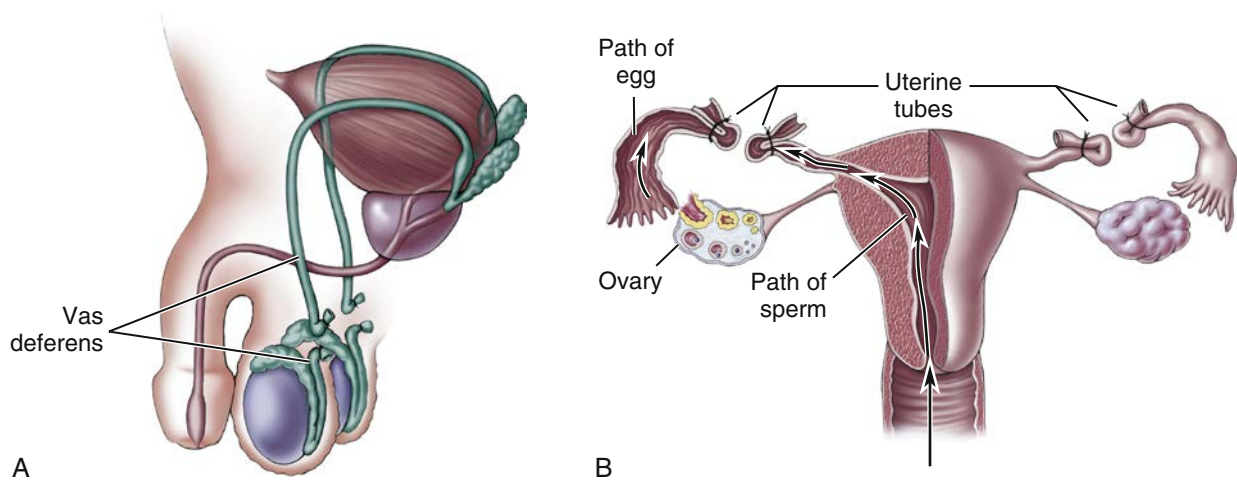 Vas
deferens
A
Path of
egg
Uterine
tubes
Ovary
Path of
sperm
B